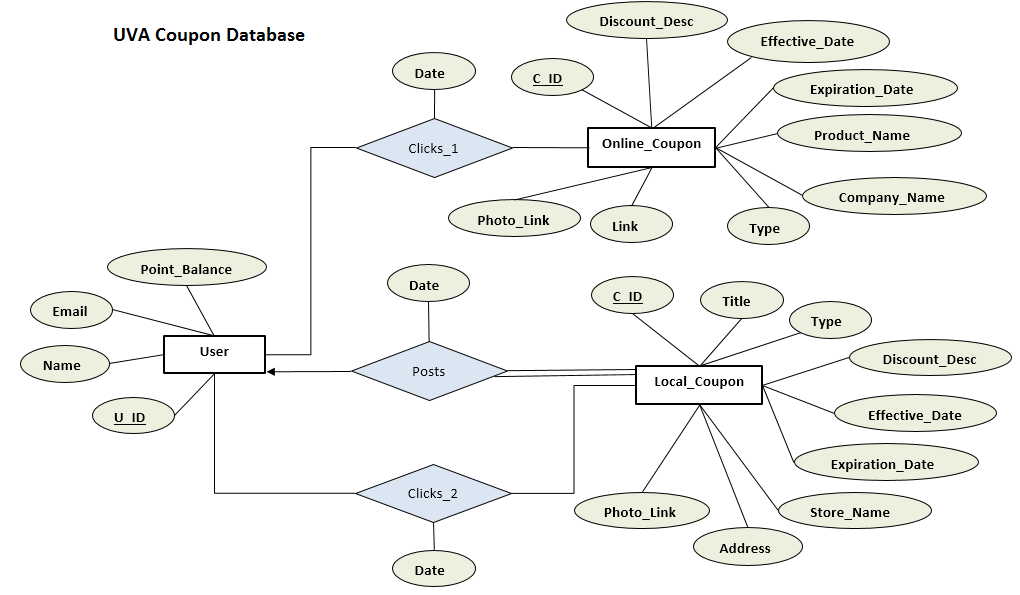 UVA Coupon Database
Discount_Desc
Effective_Date
Date
C_ID
Expiration_Date
Product_Name
Clicks_1
Online_Coupon
Company_Name
Photo_Link
Link
Type
Point_Balance
Date
C_ID
Title
Email
Type
User
Name
Posts
Local_Coupon
Discount_Desc
U_ID
Effective_Date
Expiration_Date
Clicks_2
Photo_Link
Store_Name
Address
Date